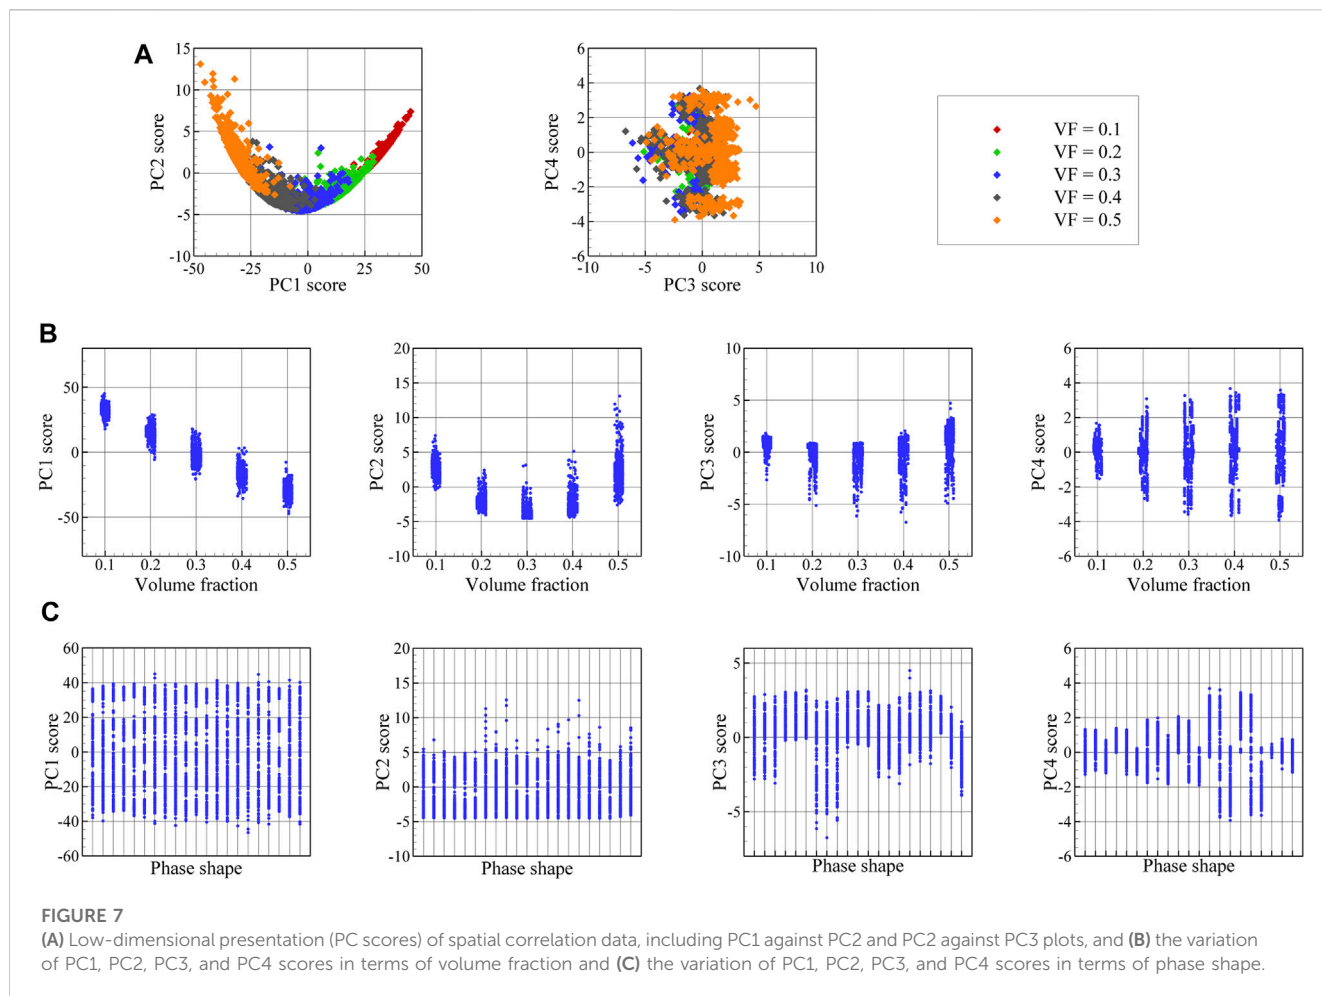 A
15
10
5
0
-5
-10
PC2 score
-50
-25
0
25
50
PC1 score
6
4
2
0
-2
-4
-6
PC4 score
-10
-5
0
5
10
PC3 score
VF = 0.1
VF = 0.2
VF = 0.3
VF = 0.4
VF = 0.5
B
50
0
-50
PC1 score
0.1
0.2
0.3
0.4
0.5
Volume fraction
20
15
10
5
0
-5
-10
PC2 score
0.1
0.2
0.3
0.4
0.5
Volume fraction
10
5
0
-5
-10
PC3 score
0.1
0.2
0.3
0.4
0.5
Volume fraction
6
4
2
0
-2
-4
-6
PC4 score
0.1
0.2
0.3
0.4
0.5
Volume fraction
C
60
40
20
0
-20
-40
-60
PC1 score
Phase shape
20
15
10
5
0
-5
-10
PC2 score
Phase shape
5
0
-5
PC3 score
Phase shape
6
4
2
0
-2
-4
-6
PC4 score
Phase shape
FIGURE 7
(A) Low-dimensional presentation (PC scores) of spatial correlation data, including PC1 against PC2 and PC2 against PC3 plots, and (B) the variation
of PC1, PC2, PC3, and PC4 scores in terms of volume fraction and (C) the variation of PC1, PC2, PC3, and PC4 scores in terms of phase shape.